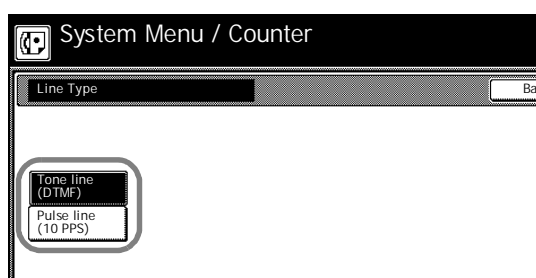 System Menu / Counter
Line Type
Ba
Tone line
(DTMF)
Pulse line
(10 PPS)